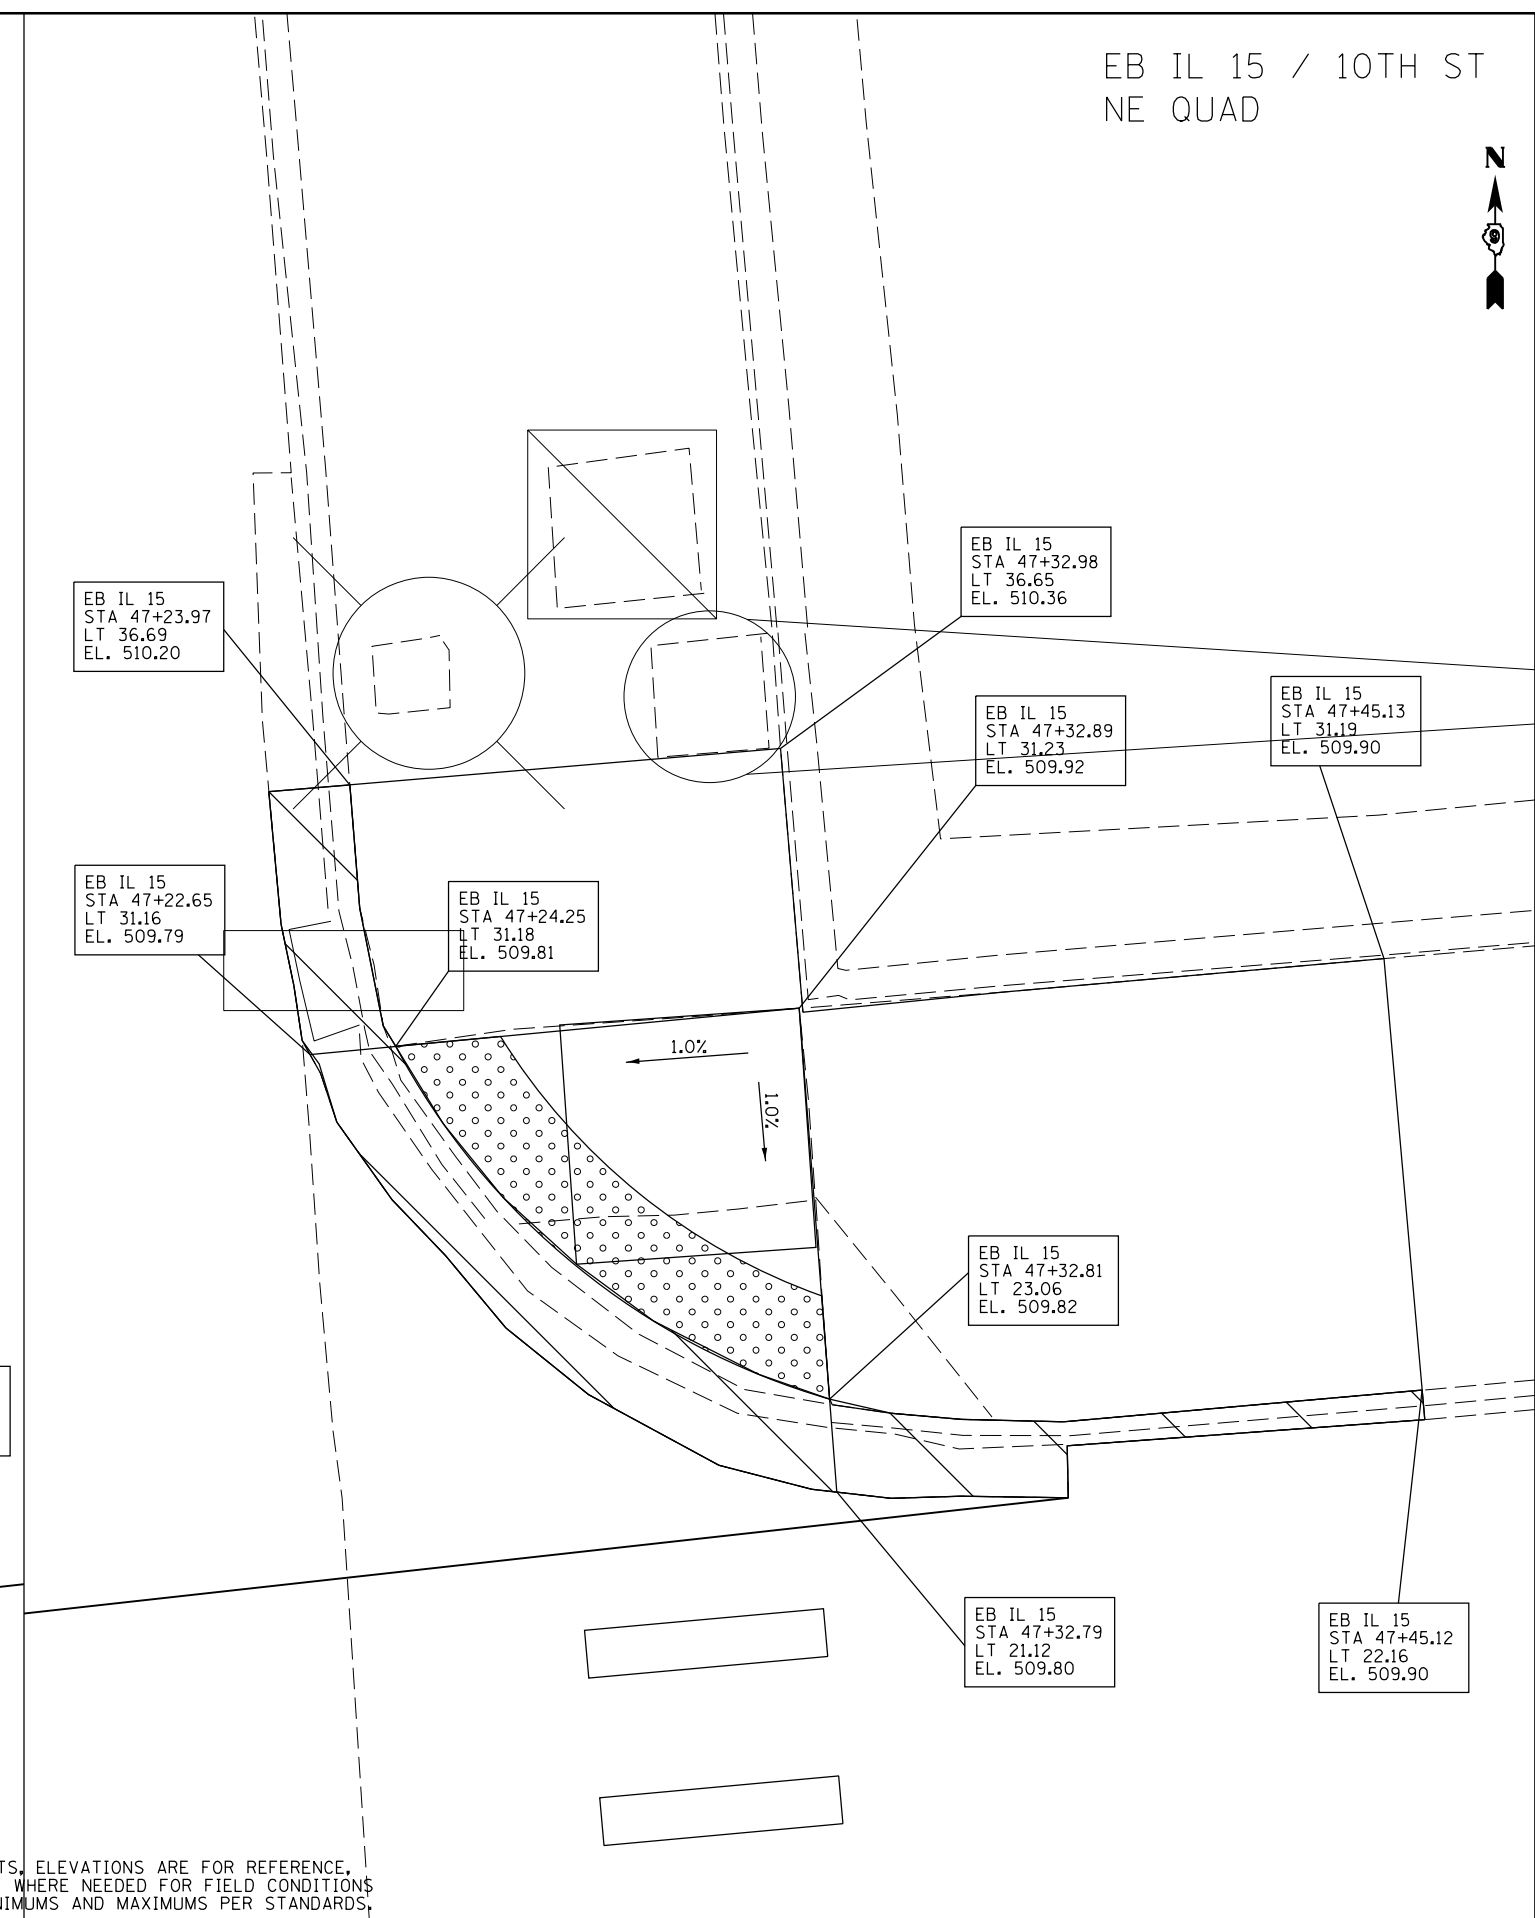 EB IL 15 / 10TH ST
NE QUAD
N
EB IL 15
STA 47+32.98
LT 36.65
EL. 510.36
EB IL 15
STA 47+23.97
LT 36.69
EL. 510.20
EB IL 15
STA 47+45.13
LT 31.19
EL. 509.90
EB IL 15
STA 47+32.89
LT 31.23
EL. 509.92
EB IL 15
STA 47+22.65
LT 31.16
EL. 509.79
EB IL 15
STA 47+24.25
LT 31.18
EL. 509.81
1.0%
1.0%
EB IL 15
STA 47+32.81
LT 23.06
EL. 509.82
EB IL 15
STA 47+32.79
LT 21.12
EL. 509.80
EB IL 15
STA 47+45.12
LT 22.16
EL. 509.90
TS, ELEVATIONS ARE FOR REFERENCE,
WHERE NEEDED FOR FIELD CONDITIONS
NIMUMS AND MAXIMUMS PER STANDARDS.